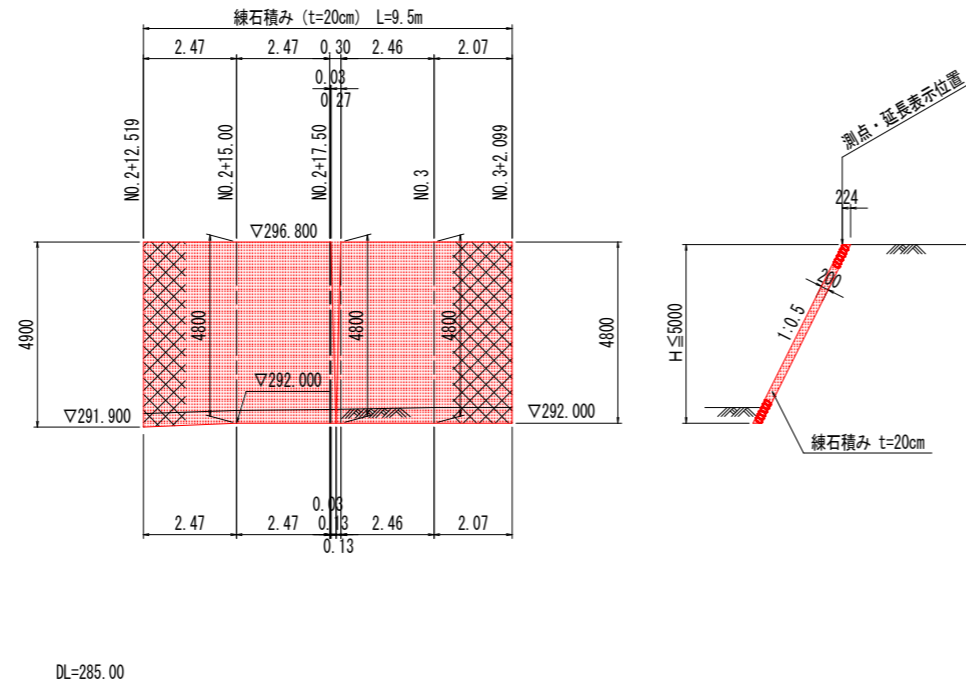 練石積み (t=20cm) L=9.5m
2.47 2.47 0.30 2.46 2.07
0.03
0.27
NO.2+12.519
NO.2+15.00
NO.2+17.50
NO.3
NO.3+2.099
▽296.800
4900
4800
4800
4800
4800
▽292.000
▽291.900
▽292.000
0.03
2.47 2.47 0.13 2.46 2.07
0.13
DL=285.00
測点・延長表示位置
224
200
H≦5000
1:0.5
練石積み t=20cm